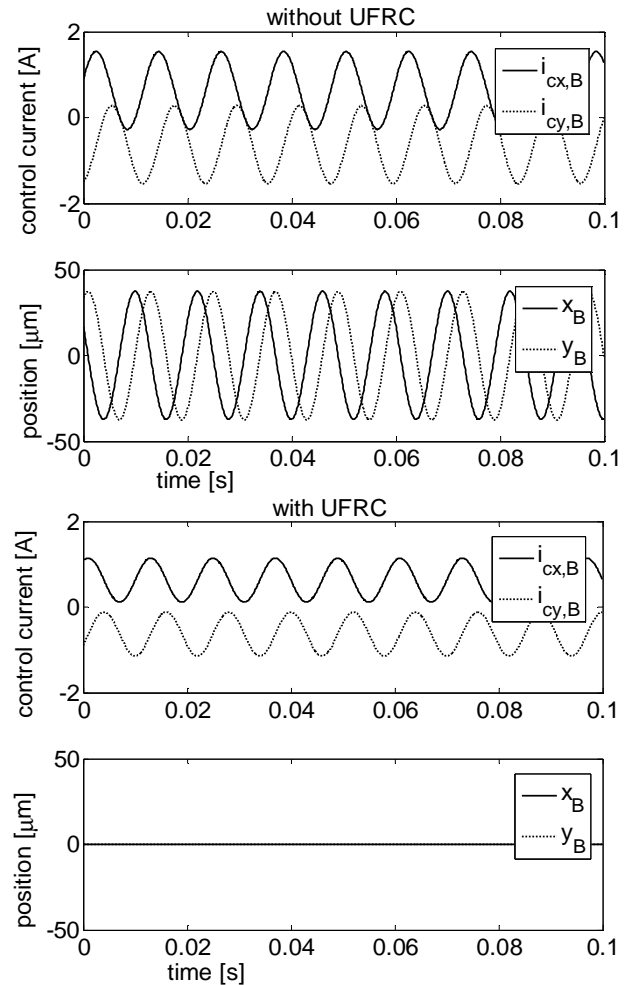 without UFRC
control current [A]
2
0
-2
i_cx,B
i_cy,B
0 0.02 0.04 0.06 0.08 0.1
position [μm]
50
0
-50
x_B
y_B
0 0.02 0.04 0.06 0.08 0.1
time [s]
with UFRC
control current [A]
2
0
-2
i_cx,B
i_cy,B
0 0.02 0.04 0.06 0.08 0.1
position [μm]
50
0
-50
x_B
y_B
0 0.02 0.04 0.06 0.08 0.1
time [s]